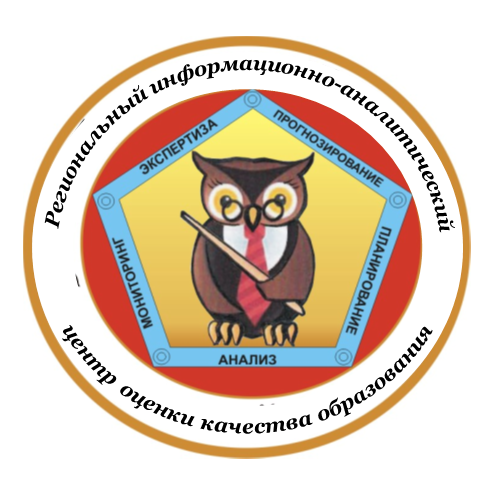 Региональный информационно-аналитический
центр оценки качества образования
ЭКСПЕРТИЗА
ПРОГНОЗИРОВАНИЕ
ПЛАНИРОВАНИЕ
АНАЛИЗ
МОНИТОРИНГ